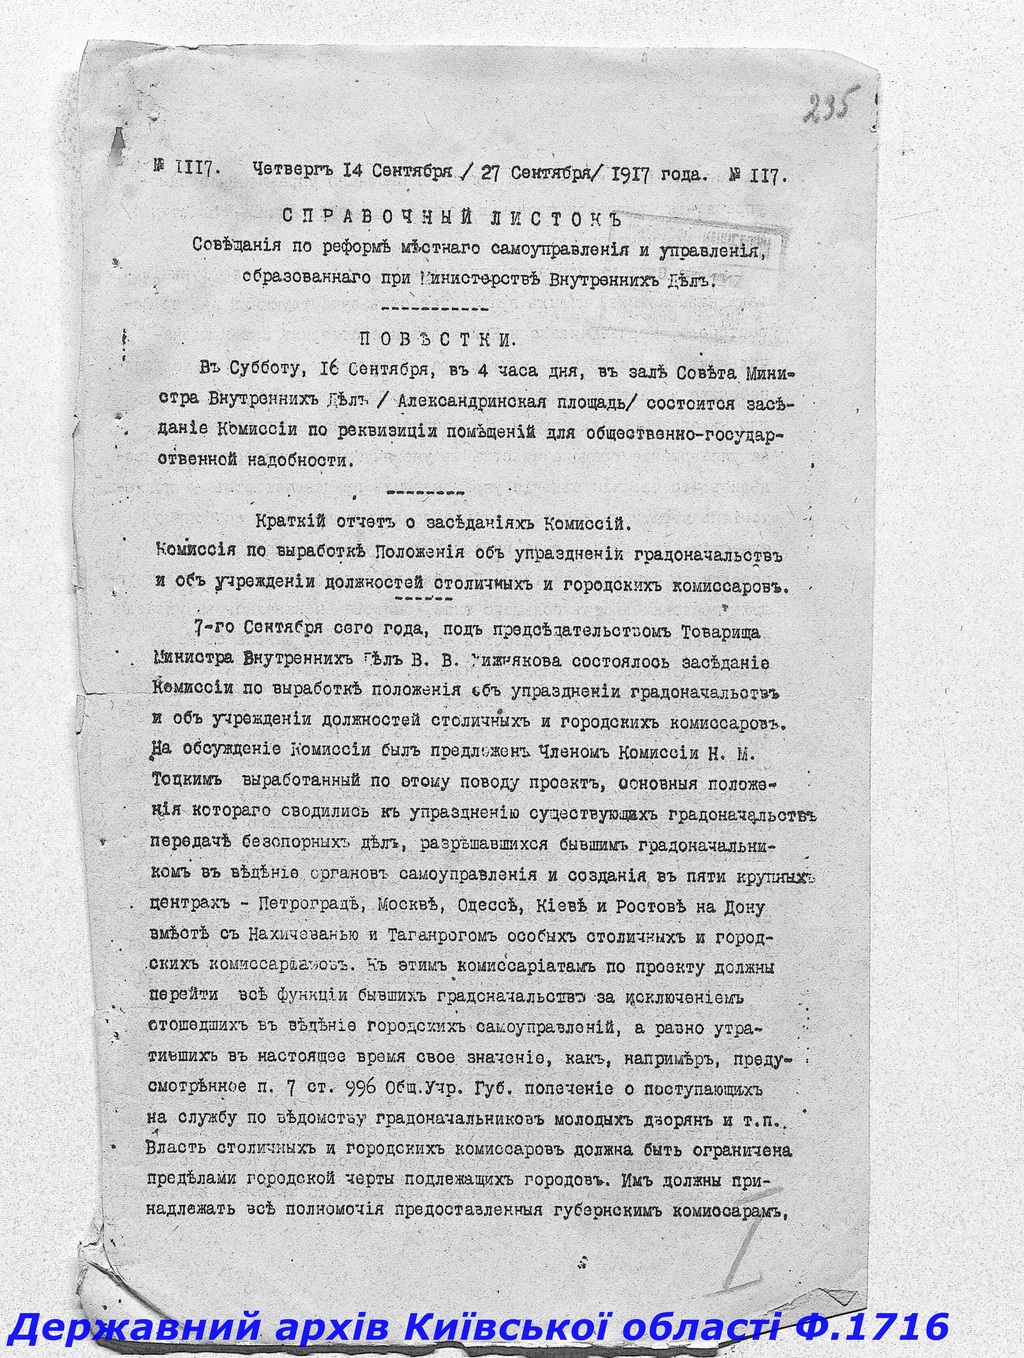 235
№ 1117. Четвергъ 14 Сентября / 27 Сентября/ 1917 года. № 117.
СПРАВОЧНЫЙ ЛИСТОКЪ
Совѣщанія по реформѣ мѣстнаго самоуправленія и управленія,
образованнаго при Министерствѣ Внутреннихъ Дѣлъ.
ПОВѢСТКИ.
Въ Субботу, 16 Сентября, въ 4 часа дня, въ залѣ Совѣта Мини-
стра Внутреннихъ Дѣлъ / Александринская площадь/ состоится засѣ-
даніе Комиссіи по реквизиціи помѣщеній для общественно-государ-
ственной надобности.
Краткій отчетъ о засѣданіяхъ Комиссій.
Комиссія по выработкѣ Положенія объ упраздненіи градоначальствъ
и объ учрежденіи должностей столичныхъ и городскихъ комиссаровъ.
7-го Сентября сего года, подъ предсѣдательствомъ Товарища
Министра Внутреннихъ Дѣлъ В. В. Хижнякова состоялось засѣданіе
Комиссіи по выработкѣ положенія объ упраздненіи градоначальствъ
и объ учрежденіи должностей столичныхъ и городскихъ комиссаровъ.
На обсужденіе Комиссіи былъ предложенъ Членомъ Комиссіи Н. М.
Тоцкимъ выработанный по этому поводу проектъ, основныя положе-
нія котораго сводились къ упраздненію существующихъ градоначальствъ
передачѣ безспорныхъ дѣлъ, разрѣшавшихся бывшимъ градоначальни-
комъ въ вѣдѣніе органовъ самоуправленія и созданія въ пяти крупныхъ
центрахъ - Петроградѣ, Москвѣ, Одессѣ, Кіевѣ и Ростовѣ на Дону
вмѣстѣ съ Нахичеванью и Таганрогомъ особыхъ столичныхъ и город-
скихъ комиссаріатовъ. Къ этимъ комиссаріатамъ по проекту должны
перейти всѣ функціи бывшихъ градоначальствъ за исключеніемъ
отошедшихъ въ вѣдѣніе городскихъ самоуправленій, а равно утра-
тившихъ въ настоящее время свое значеніе, какъ, напримѣръ, преду-
смотрѣнное п. 7 ст. 996 Общ.Учр. Губ. попеченіе о поступающихъ
на службу по вѣдомству градоначальниковъ молодыхъ дворянъ и т.п..
Власть столичныхъ и городскихъ комиссаровъ должна быть ограничена
предѣлами городской черты подлежащихъ городовъ. Имъ должны при-
надлежать всѣ полномочія предоставленныя губернскимъ комиссарамъ,
I
Державний архів Київської області Ф.1716